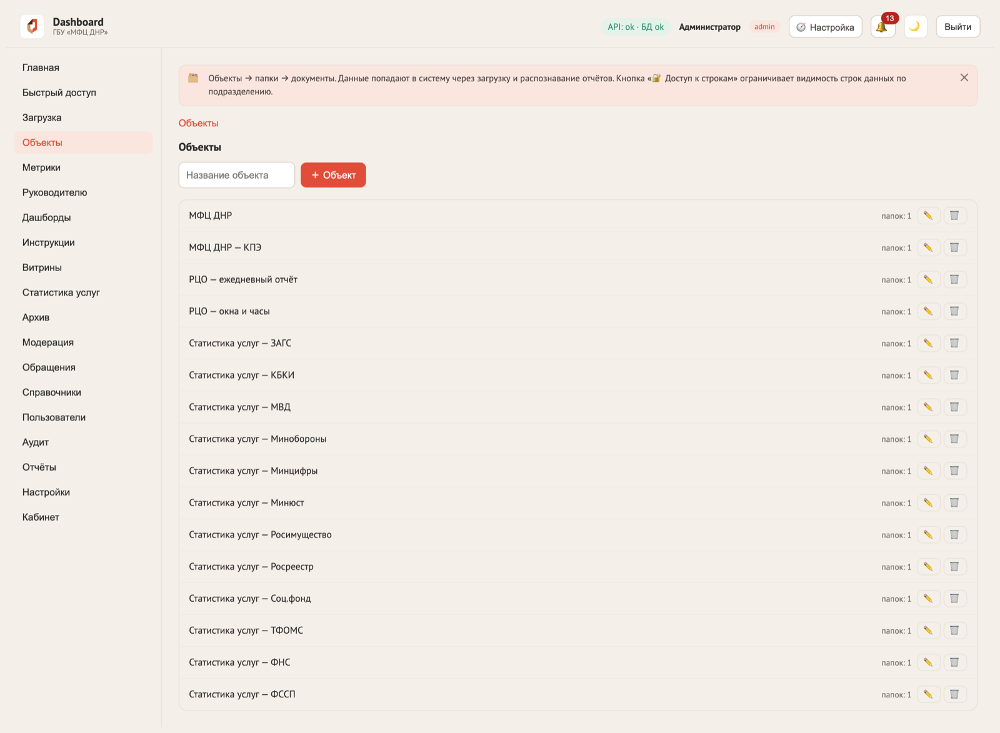 Dashboard
ГБУ «МФЦ ДНР»
API: ok · БД ok
Администратор
admin
Настройка
13
Выйти
Главная
Быстрый доступ
Загрузка
Объекты
Метрики
Руководителю
Дашборды
Инструкции
Витрины
Статистика услуг
Архив
Модерация
Обращения
Справочники
Пользователи
Аудит
Отчёты
Настройки
Кабинет
Объекты → папки → документы. Данные попадают в систему через загрузку и распознавание отчётов. Кнопка «🔐 Доступ к строкам» ограничивает видимость строк данных по
подразделению.
Объекты
Объекты
Название объекта
+ Объект
МФЦ ДНР папок: 1
МФЦ ДНР — КПЭ папок: 1
РЦО — ежедневный отчёт папок: 1
РЦО — окна и часы папок: 1
Статистика услуг — ЗАГС папок: 1
Статистика услуг — КБКИ папок: 1
Статистика услуг — МВД папок: 1
Статистика услуг — Минобороны папок: 1
Статистика услуг — Минцифры папок: 1
Статистика услуг — Минюст папок: 1
Статистика услуг — Росимущество папок: 1
Статистика услуг — Росреестр папок: 1
Статистика услуг — Соц.фонд папок: 1
Статистика услуг — ТФОМС папок: 1
Статистика услуг — ФНС папок: 1
Статистика услуг — ФССП папок: 1